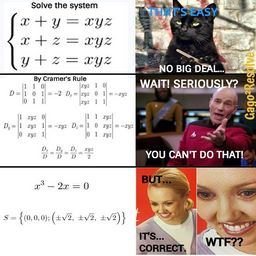 Solve the system
x + y = xyz
x + z = xyz
y + z = xyz
THAT'S EASY
NO BIG DEAL...
By Cramer's Rule
WAIT! SERIOUSLY?
YOU CAN'T DO THAT!
x³ − 2x = 0
S = {(0, 0, 0); (±√2, ±√2, ±√2)}
BUT...
IT'S...
CORRECT.
WTF??